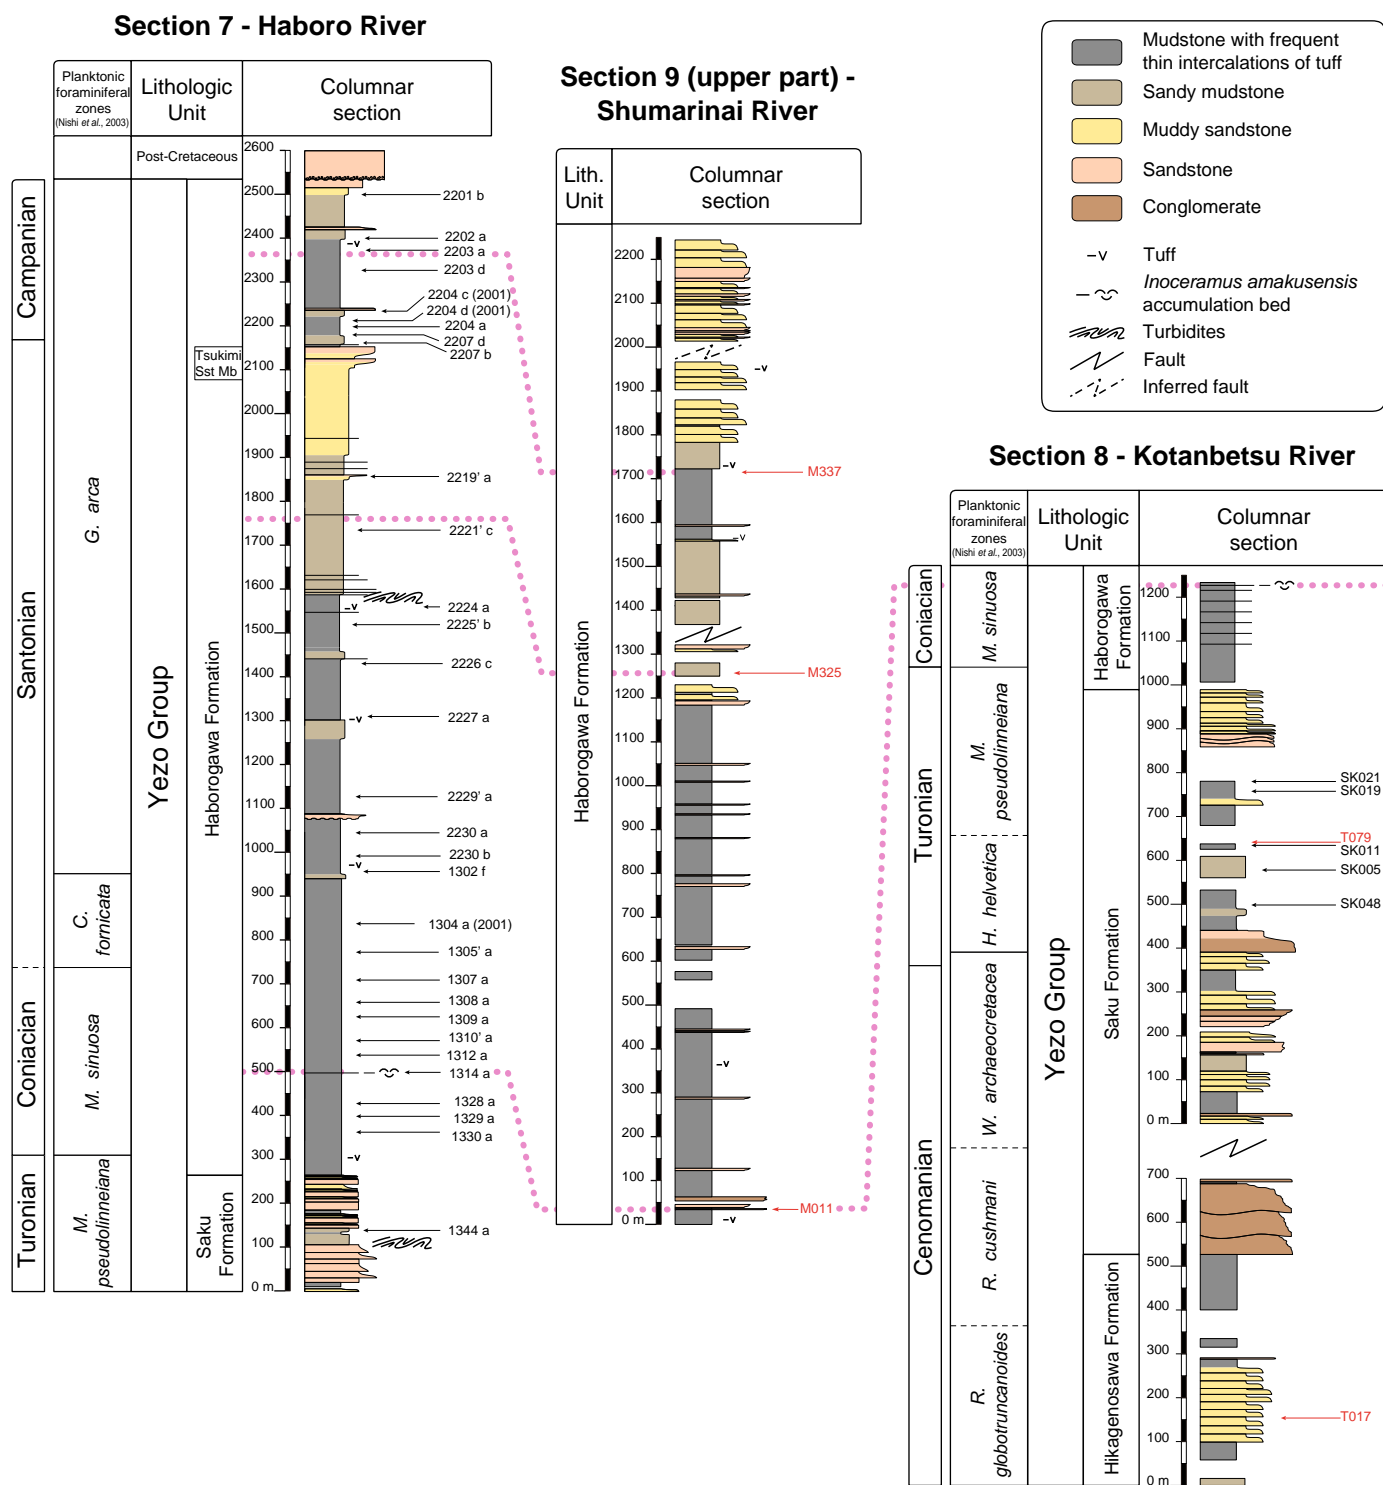 Section 7 - Haboro River
Planktonic
foraminiferal
zones
(Nishi et al., 2003)
Lithologic
Unit
Columnar
section
Post-Cretaceous
Campanian
Santonian
Coniacian
Turonian
G. arca
C.
fornicata
M. sinuosa
M.
pseudolinneiana
Yezo Group
Haborogawa Formation
Tsukimi
Sst Mb
Saku
Formation
2600
2500
2400
2300
2200
2100
2000
1900
1800
1700
1600
1500
1400
1300
1200
1100
1000
900
800
700
600
500
400
300
200
100
0 m
v
v
v
v
v
2201 b
2202 a
2203 a
2203 d
2204 c (2001)
2204 d (2001)
2204 a
2207 d
2207 b
2219' a
2221' c
2224 a
2225' b
2226 c
2227 a
2229' a
2230 a
2230 b
1302 f
1304 a (2001)
1305' a
1307 a
1308 a
1309 a
1310' a
1312 a
1314 a
1328 a
1329 a
1330 a
1344 a
Section 9 (upper part) -
Shumarinai River
Lith.
Unit
Columnar
section
Haborogawa Formation
2200
2100
2000
1900
1800
1700
1600
1500
1400
1300
1200
1000
900
800
700
600
500
400
300
200
100
0 m
v
v
v
v
v
M337
M325
M011
Mudstone with frequent
thin intercalations of tuff
Sandy mudstone
Muddy sandstone
Sandstone
Conglomerate
v Tuff
Inoceramus amakusensis
accumulation bed
Turbidites
Fault
Inferred fault
Section 8 - Kotanbetsu River
Planktonic
foraminiferal
zones
(Nishi et al., 2003)
Lithologic
Unit
Columnar
section
Coniacian
Turonian
Cenomanian
M. sinuosa
M.
pseudolinneiana
H. helvetica
W. archaeocretacea
R. cushmani
R.
globotruncanoides
Yezo Group
Haborogawa
Formation
Saku Formation
Hikagenosawa Formation
1200
1100
1000
900
800
700
600
500
400
300
200
100
0 m
700
600
500
400
300
200
100
0 m
SK021
SK019
T079
SK011
SK005
SK048
T017